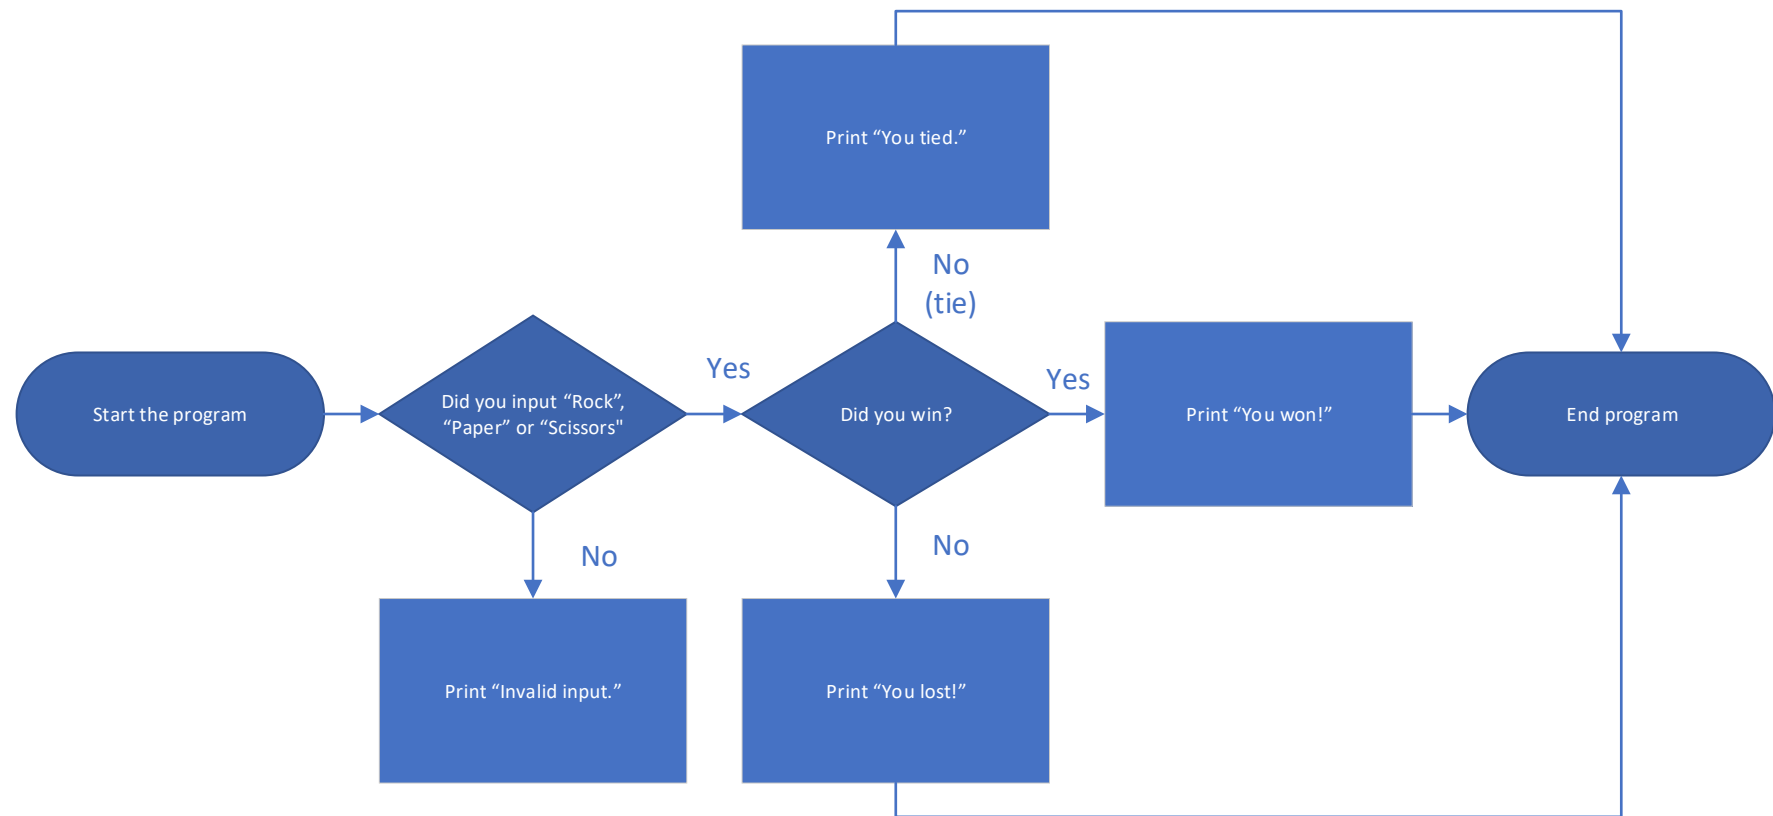 Print “You tied.”
No
(tie)
Start the program
Did you input “Rock”,
“Paper” or “Scissors"
Yes
Did you win?
Yes
Print “You won!”
End program
No
No
Print “Invalid input.”
Print “You lost!”